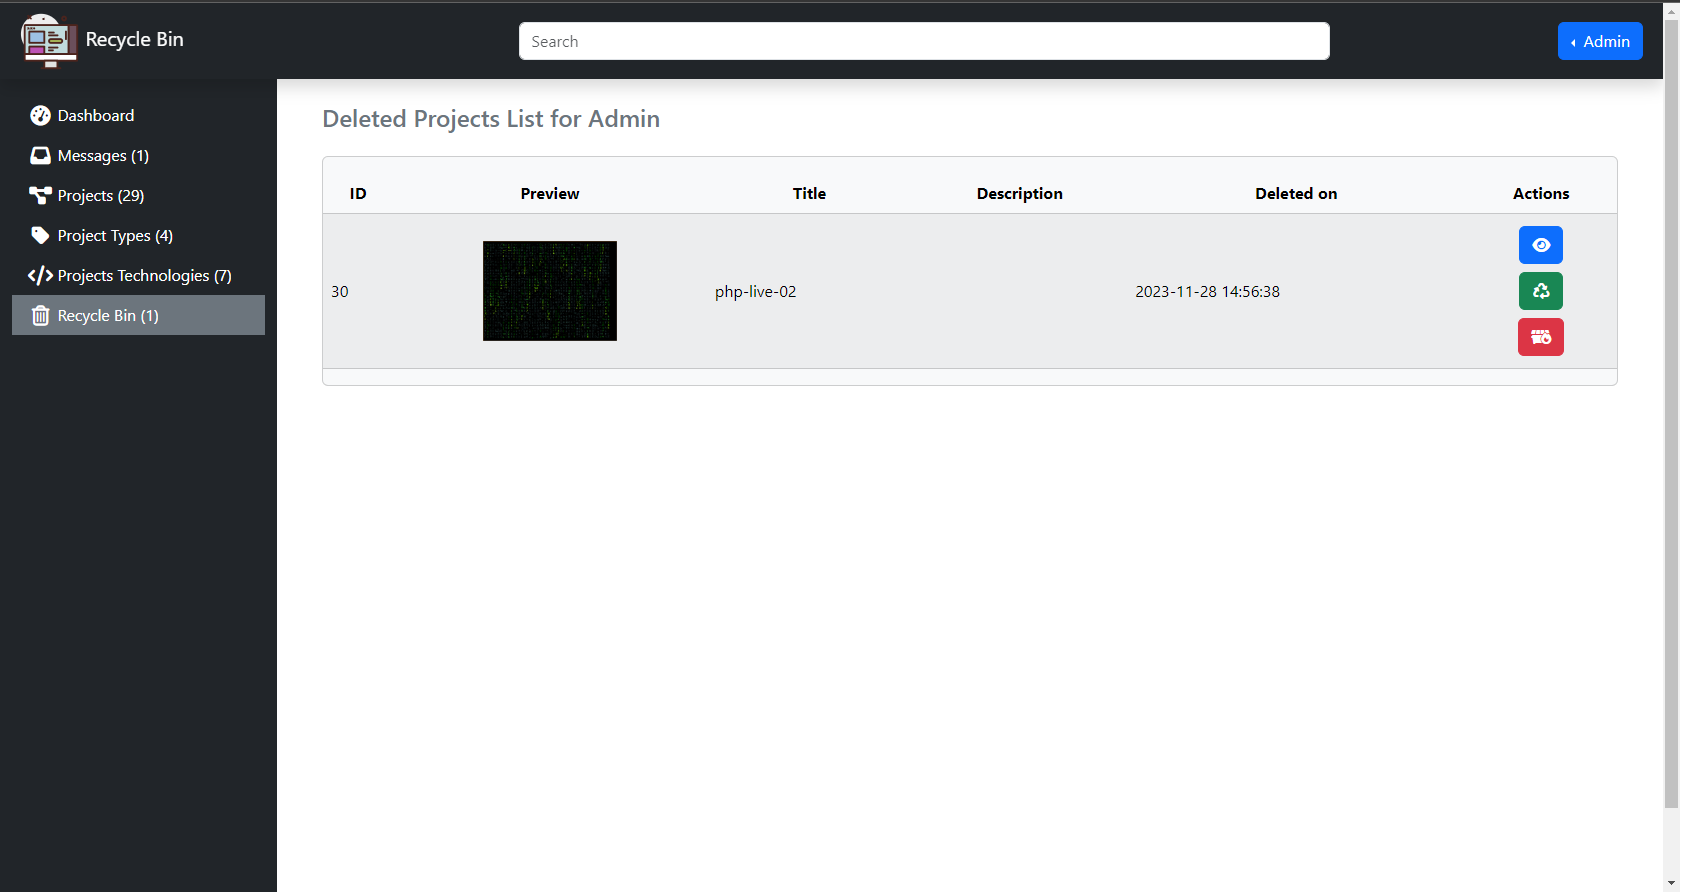 Recycle Bin
Search
Admin
Dashboard
Messages (1)
Projects (29)
Project Types (4)
Projects Technologies (7)
Recycle Bin (1)
Deleted Projects List for Admin
ID Preview Title Description Deleted on Actions
30 php-live-02 2023-11-28 14:56:38